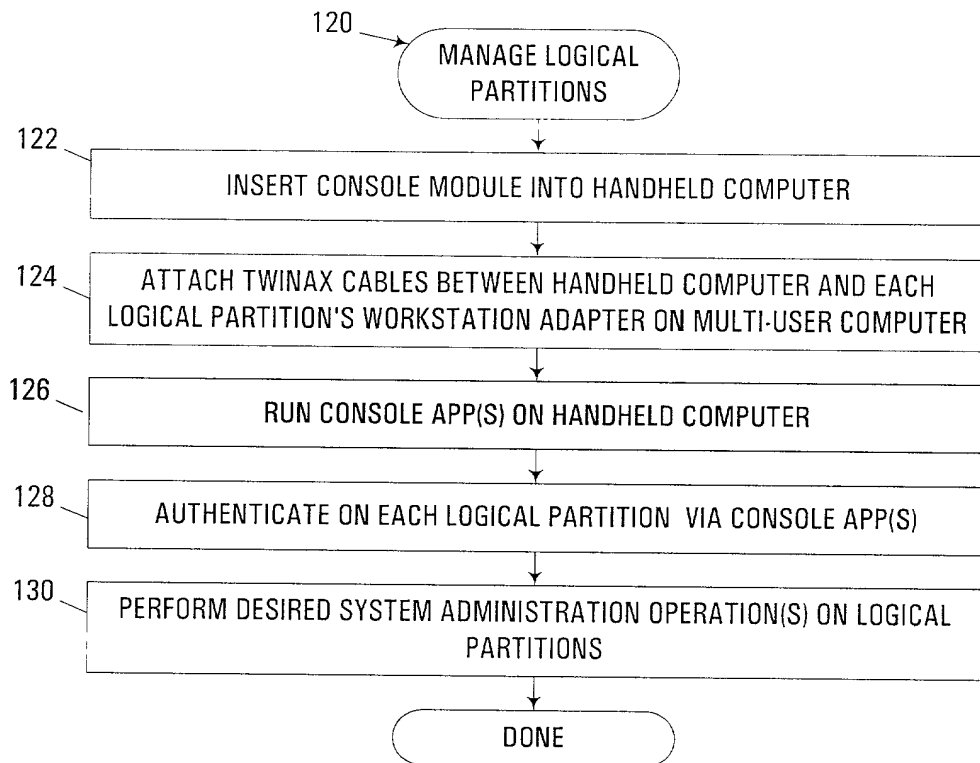 120
MANAGE LOGICAL
PARTITIONS
122
INSERT CONSOLE MODULE INTO HANDHELD COMPUTER
124
ATTACH TWINAX CABLES BETWEEN HANDHELD COMPUTER AND EACH
LOGICAL PARTITION'S WORKSTATION ADAPTER ON MULTI-USER COMPUTER
126
RUN CONSOLE APP(S) ON HANDHELD COMPUTER
128
AUTHENTICATE ON EACH LOGICAL PARTITION VIA CONSOLE APP(S)
130
PERFORM DESIRED SYSTEM ADMINISTRATION OPERATION(S) ON LOGICAL
PARTITIONS
DONE